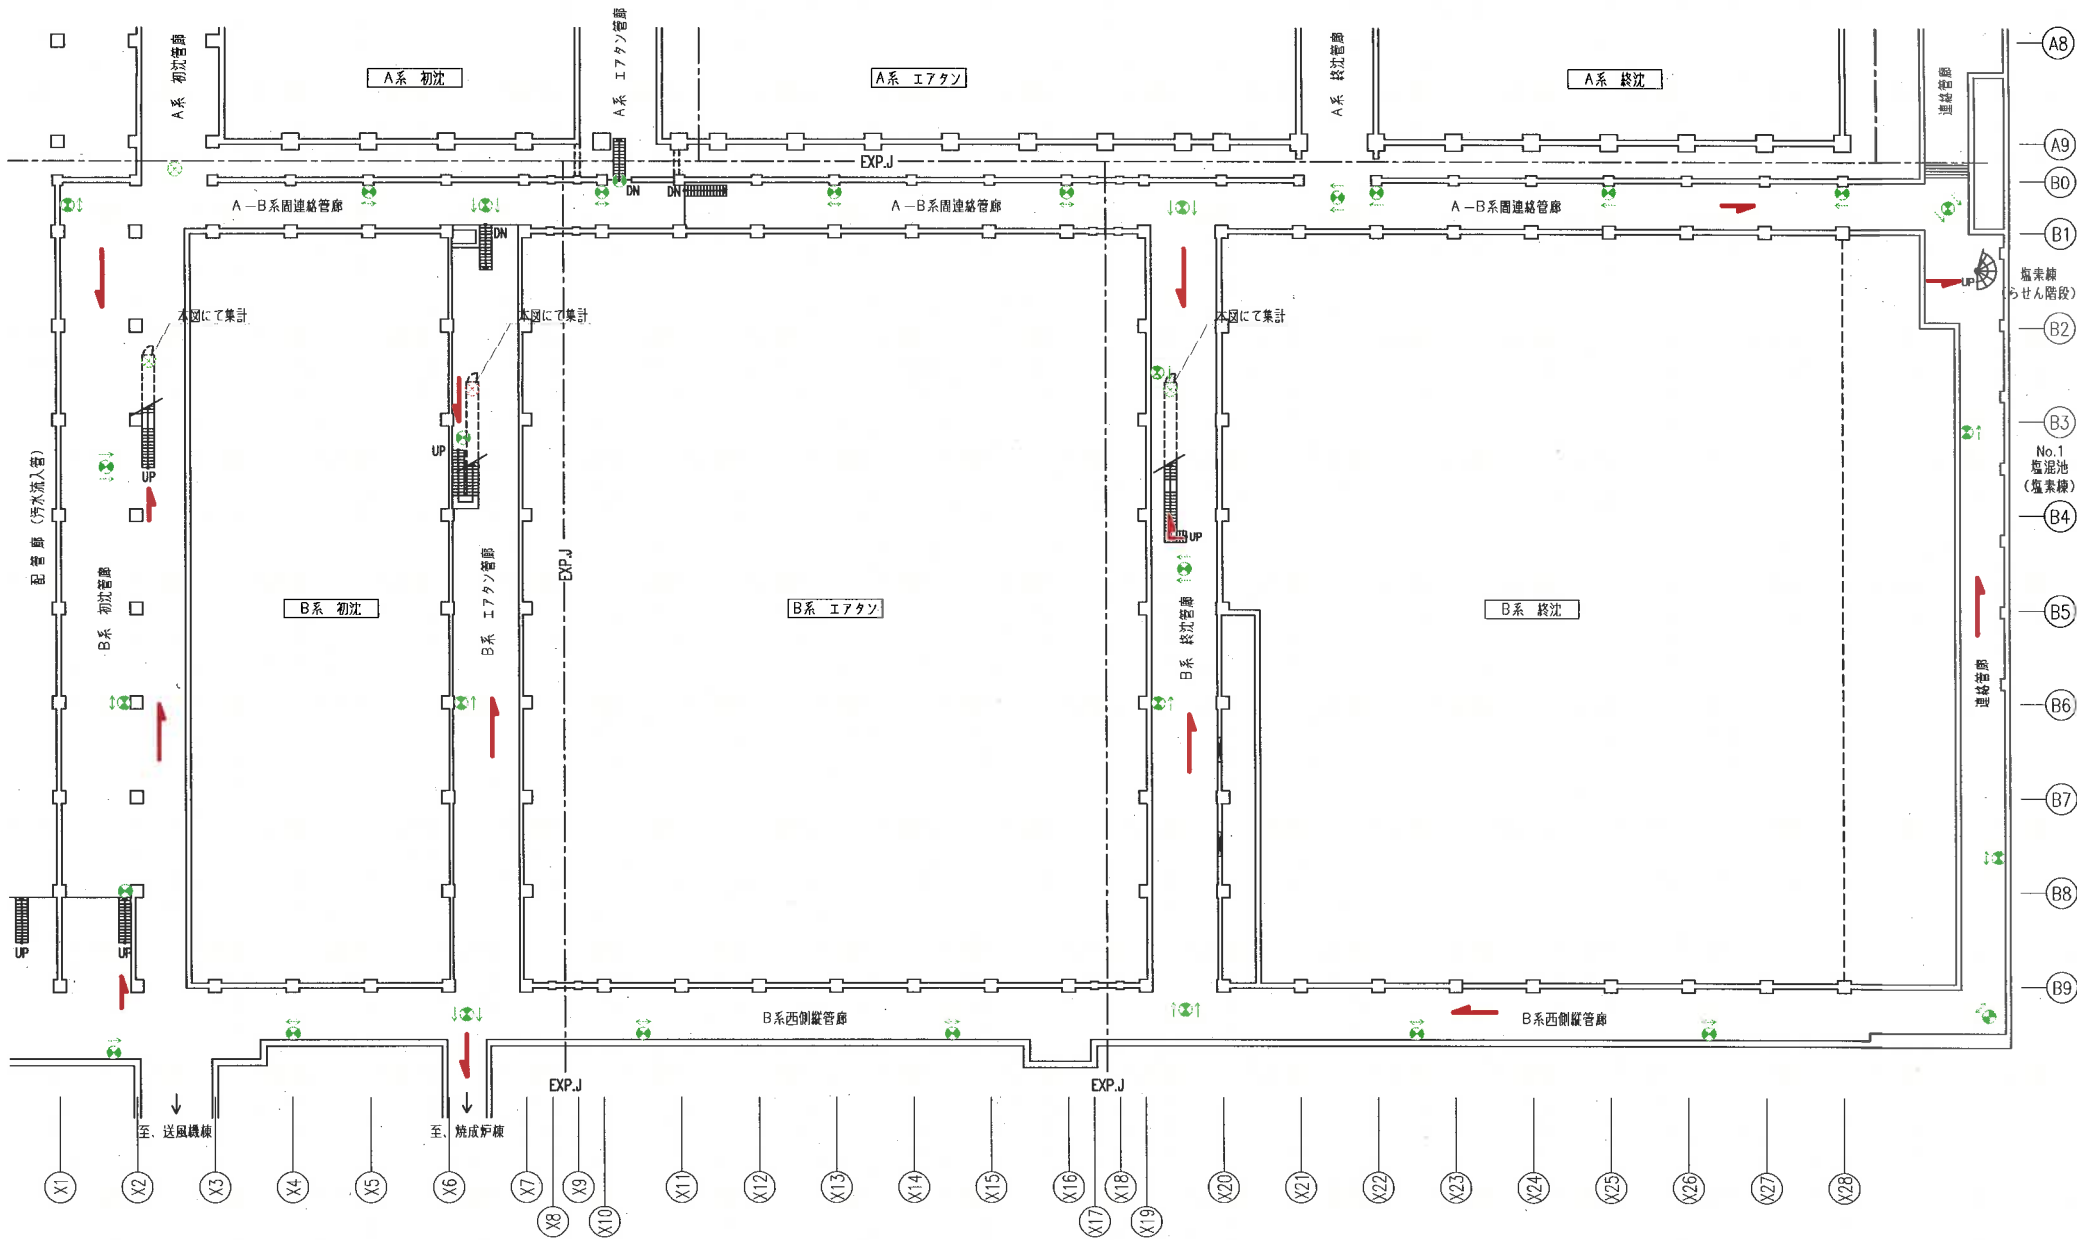 A系 初沈管廊
A系 初沈
A系 エアタン管廊
A系 エアタン
A系 終沈管廊
A系 終沈
連絡管廊
A8
A9
B0
B1
B2
B3
B4
B5
B6
B7
B8
B9
EXP.J
DN
DN
A－B系間連絡管廊
A－B系間連絡管廊
A－B系間連絡管廊
DN
本図にて集計
本図にて集計
本図にて集計
UP
塩素棟
(らせん階段)
UP
UP
UP
No.1
塩混池
(塩素棟)
配管廊 (汚水流入管)
B系 初沈管廊
B系 初沈
B系 エアタン管廊
EXP.J
B系 エアタン
B系 終沈管廊
B系 終沈
連絡管廊
UP
UP
B系西側縦管廊
B系西側縦管廊
EXP.J
EXP.J
至、送風機棟
至、焼成炉棟
X1
X2
X3
X4
X5
X6
X7
X8
X9
X10
X11
X12
X13
X14
X15
X16
X17
X18
X19
X20
X21
X22
X23
X24
X25
X26
X27
X28